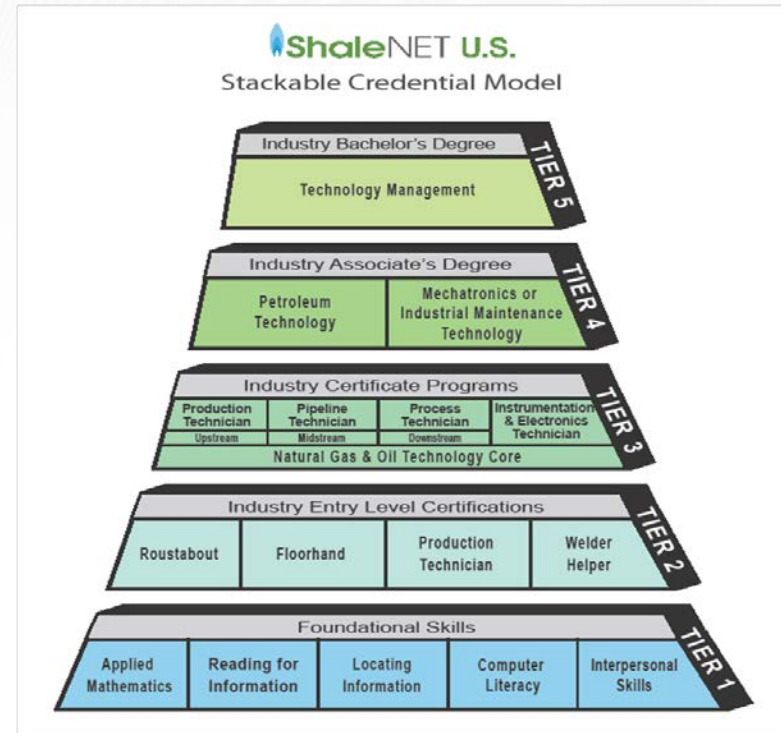 ShaleNET U.S.
Stackable Credential Model
Industry Bachelor's Degree
TIER 5
Technology Management
Industry Associate's Degree
TIER 4
Petroleum
Technology
Mechatronics or
Industrial Maintenance
Technology
Industry Certificate Programs
TIER 3
Production
Technician
Upstream
Pipeline
Technician
Midstream
Process
Technician
Downstream
Instrumentation
& Electronics
Technician
Natural Gas & Oil Technology Core
Industry Entry Level Certifications
TIER 2
Roustabout
Floorhand
Production
Technician
Welder
Helper
Foundational Skills
TIER 1
Applied
Mathematics
Reading for
Information
Locating
Information
Computer
Literacy
Interpersonal
Skills